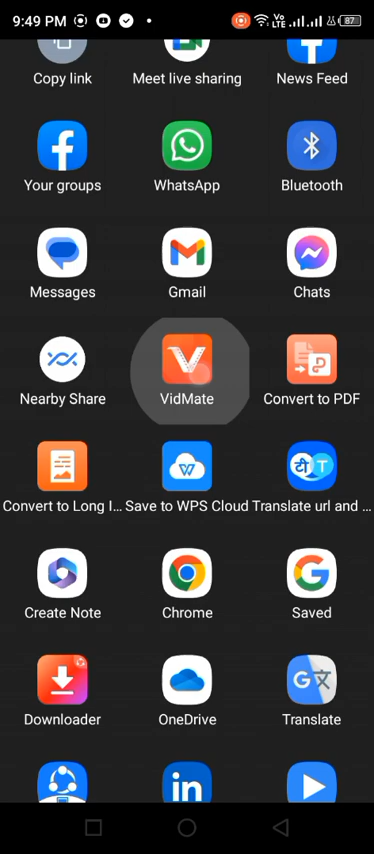 9:49 PM Vo LTE 87
Copy link Meet live sharing News Feed
Your groups WhatsApp Bluetooth
Messages Gmail Chats
Nearby Share VidMate Convert to PDF
Convert to Long I... Save to WPS Cloud Translate url and ...
Create Note Chrome Saved
Downloader OneDrive Translate